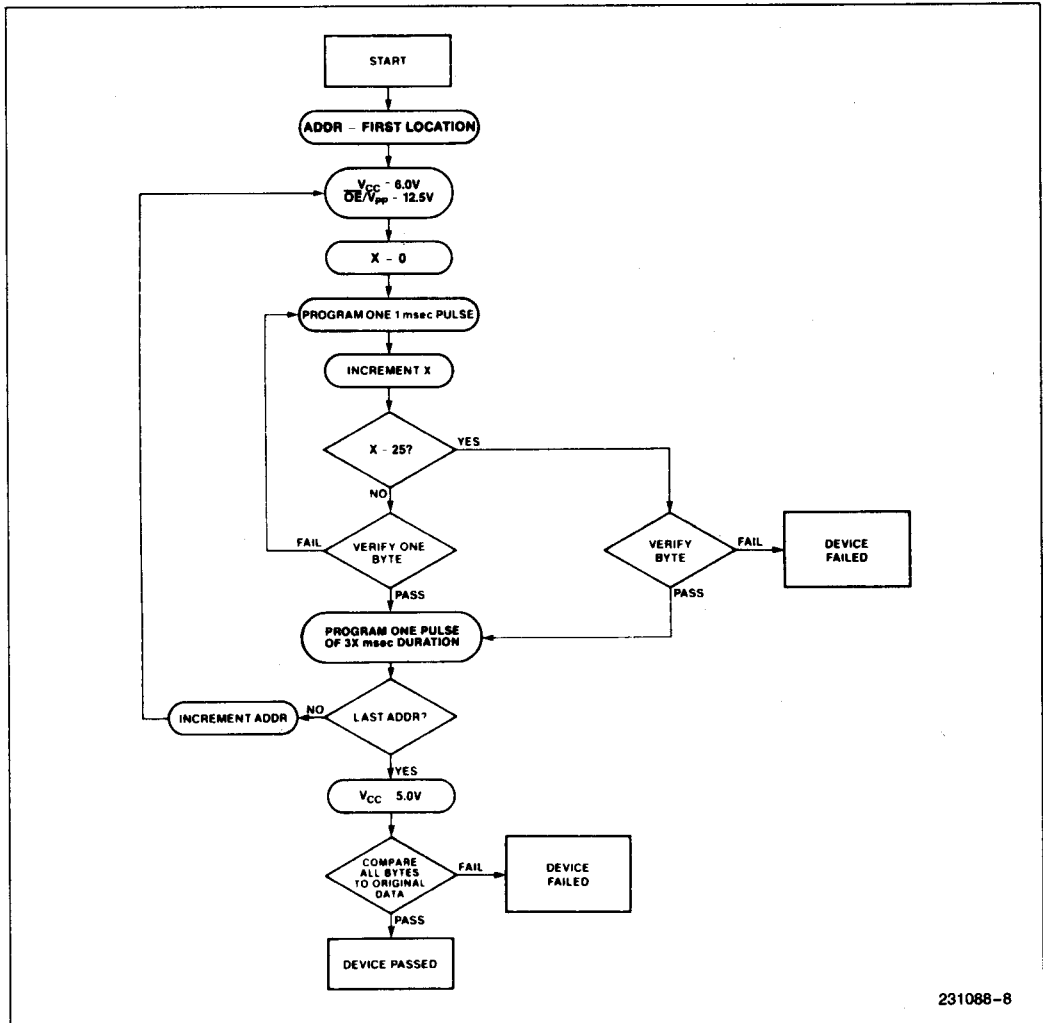 START
ADDR – FIRST LOCATION
VCC – 6.0V
OE/VPP – 12.5V
X – 0
PROGRAM ONE 1 msec PULSE
INCREMENT X
X – 25?
YES
NO
VERIFY ONE
BYTE
FAIL
PASS
VERIFY
BYTE
FAIL
PASS
DEVICE
FAILED
PROGRAM ONE PULSE
OF 3X msec DURATION
LAST ADDR?
NO
INCREMENT ADDR
YES
VCC 5.0V
COMPARE
ALL BYTES
TO ORIGINAL
DATA
FAIL
DEVICE
FAILED
PASS
DEVICE PASSED
231088–8